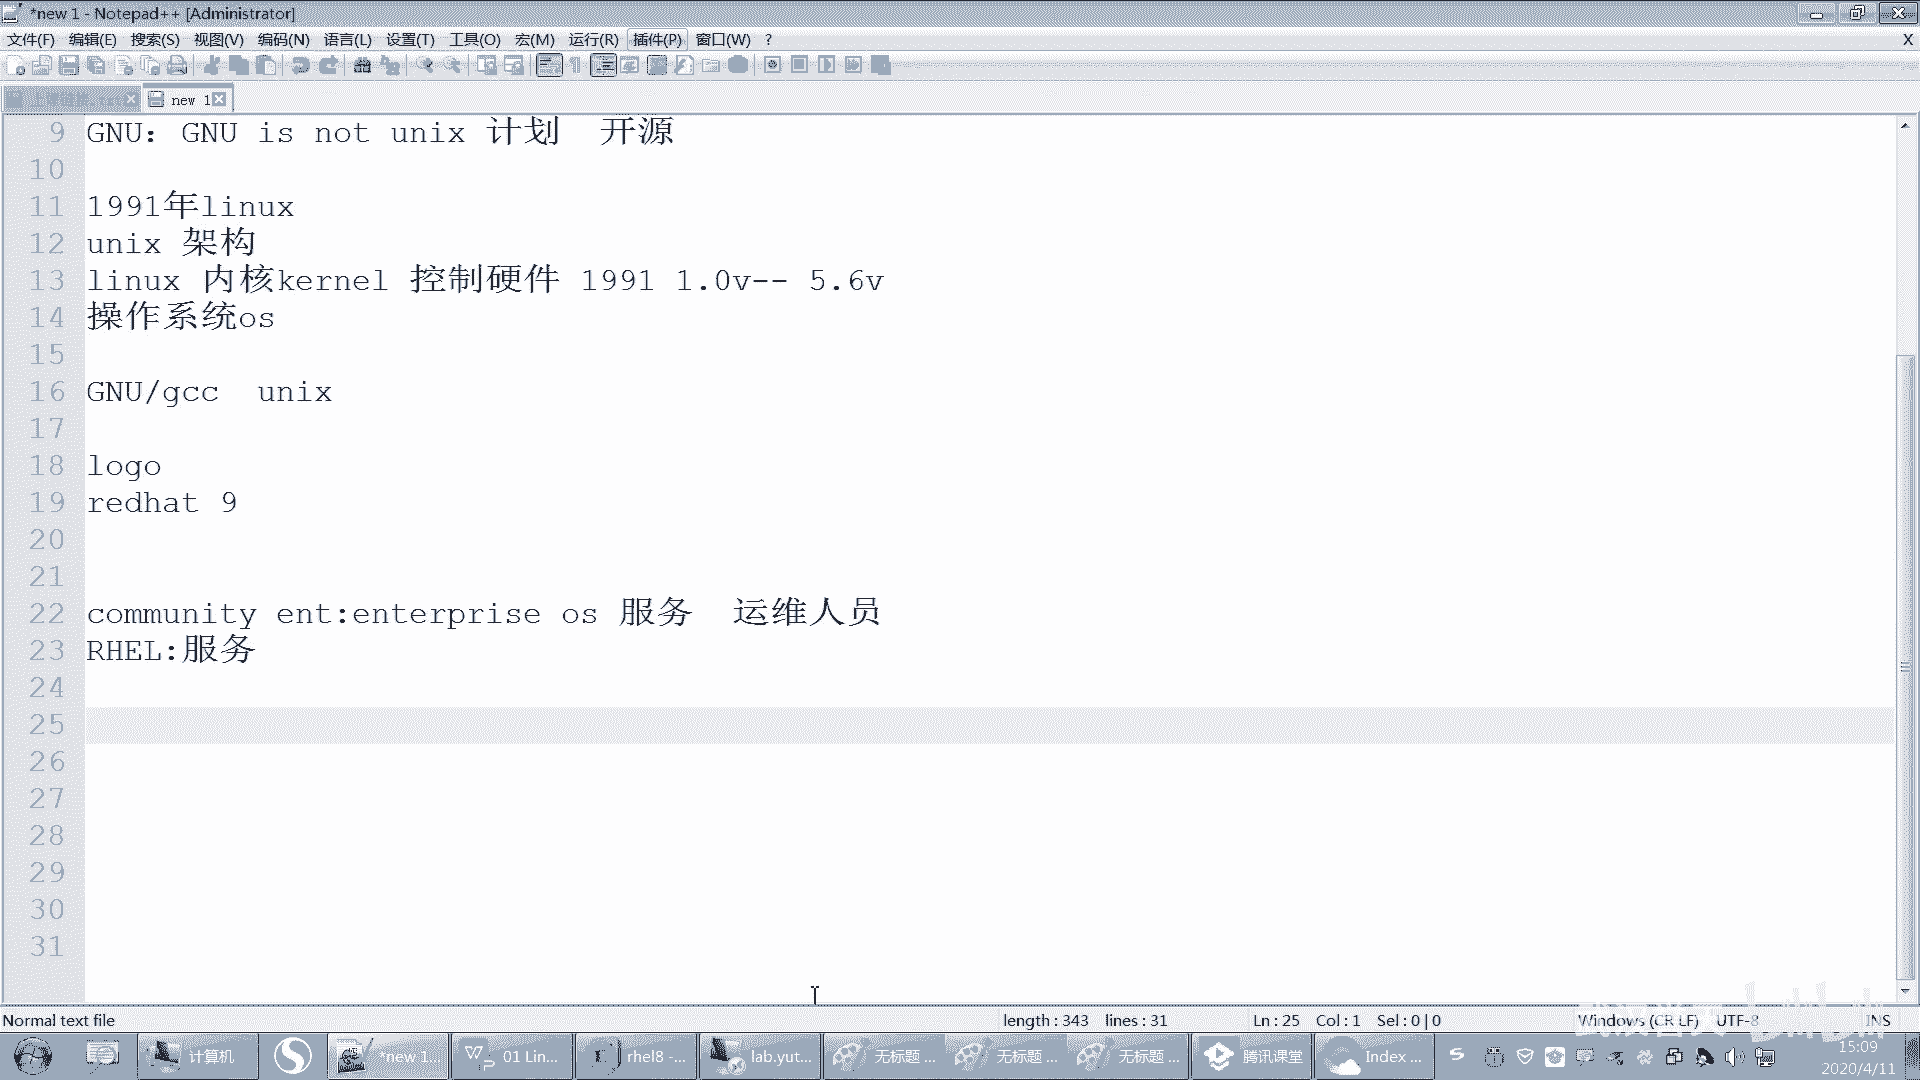 *new 1 - Notepad++ [Administrator]
文件(F) 编辑(E) 搜索(S) 视图(V) 编码(N) 语言(L) 设置(T) 工具(O) 宏(M) 运行(R) 插件(P) 窗口(W) ? X
new 1
9 GNU: GNU is not unix 计划 开源
10
11 1991年linux
12 unix 架构
13 linux 内核kernel 控制硬件 1991 1.0v-- 5.6v
14 操作系统os
15
16 GNU/gcc unix
17
18 logo
19 redhat 9
20
21
22 community ent:enterprise os 服务 运维人员
23 RHEL:服务
24
25
26
27
28
29
30
31
Normal text file length : 343 lines : 31 Ln : 25 Col : 1 Sel : 0 | 0 Windows (CR LF) UTF-8 INS
计算机 *new 1... 01 Lin... rhel8 -... lab.yut... 无标题 ... 无标题 ... 无标题 ... 腾讯课堂 Index ... 15:09
2020/4/11